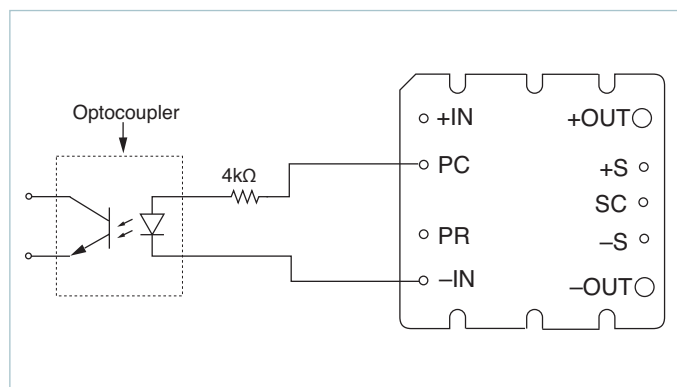 Optocoupler
4kΩ
+IN
PC
PR
–IN
+OUT
+S
SC
–S
–OUT